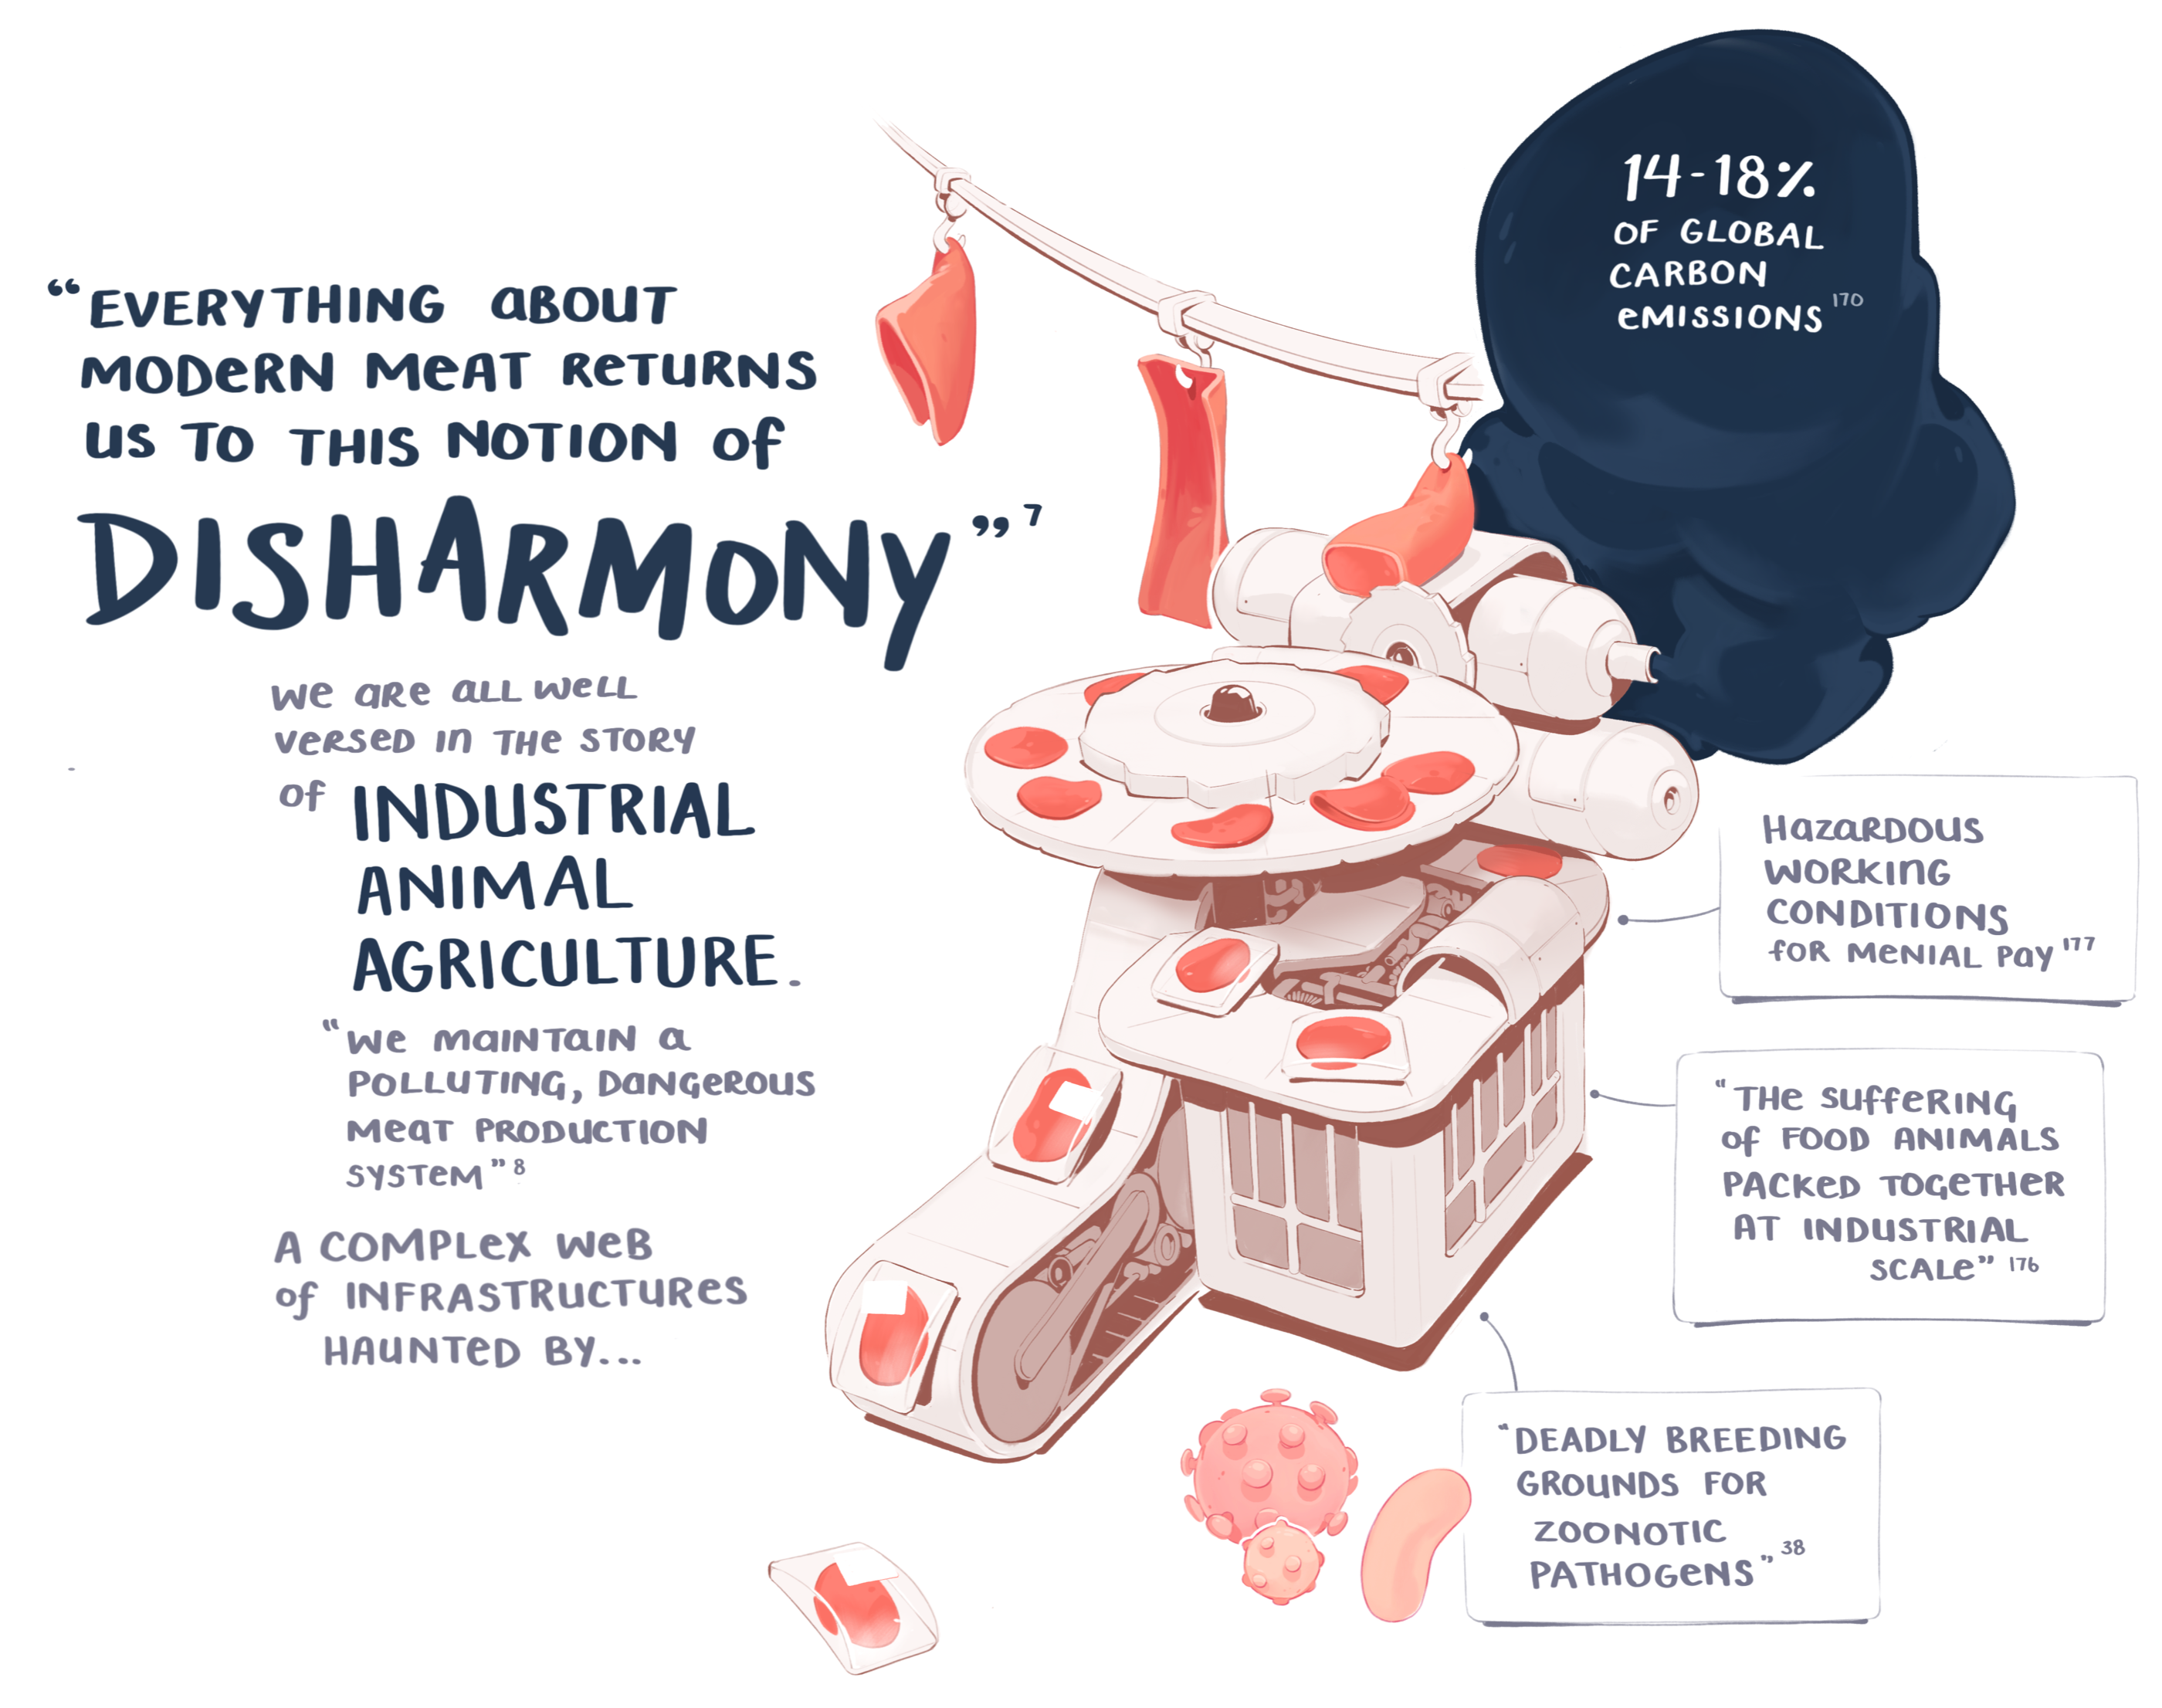 “EVERYTHING ABOUT
MODERN MEAT RETURNS
US TO THIS NOTION OF
DISHARMONY” 7
WE ARE ALL WELL
VERSED IN THE STORY
OF INDUSTRIAL
ANIMAL
AGRICULTURE.
“WE MAINTAIN A
POLLUTING, DANGEROUS
MEAT PRODUCTION
SYSTEM” 8
A COMPLEX WEB
OF INFRASTRUCTURES
HAUNTED BY...
14-18%
OF GLOBAL
CARBON
EMISSIONS 170
HAZARDOUS
WORKING
CONDITIONS
FOR MENIAL PAY 177
“THE SUFFERING
OF FOOD ANIMALS
PACKED TOGETHER
AT INDUSTRIAL
SCALE” 176
“DEADLY BREEDING
GROUNDS FOR
ZOONOTIC
PATHOGENS” 38